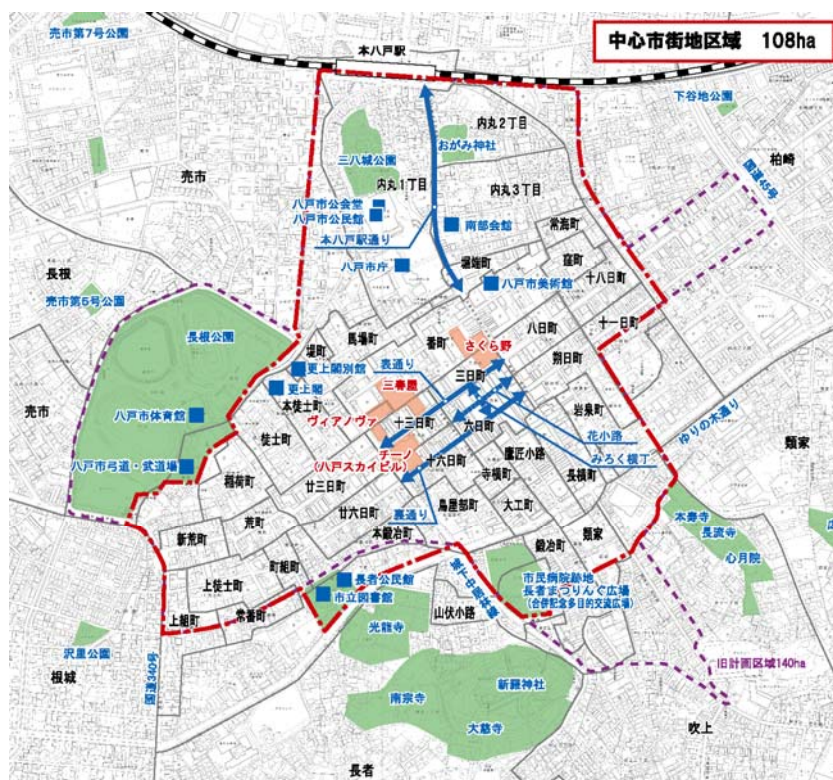 売市第7号公園
本八戸駅
中心市街地区域 108ha
下谷地公園
柏崎
国道45号
内丸2丁目
おがみ神社
三八城公園
内丸1丁目
内丸3丁目
売市
八戸市公会堂
八戸市公民館
南部会館
本八戸駅通り
常海町
窪町
堀端町
十八日町
長根
八戸市庁
八戸市美術館
売市第5号公園
十一日町
八日町
長根公園
馬場町
番町
さくら野
朔日町
堤町
表通り
三日町
更上閣別館
更上閣
三春屋
岩泉町
ゆりの木通り
本徒士町
ヴィアノヴァ
十三日町
六日町
花小路
類家
売市
八戸市体育館
徒士町
チーノ
(八戸スカイビル)
十六日町
鷹匠小路
みろく横丁
長横町
寺横町
八戸市弓道・武道場
稲荷町
廿三日町
裏通り
鳥屋部町
大工町
廿六日町
本鍛冶町
鍛冶町
類家
本寿寺
長流寺
心月院
新荒町
荒町
町組町
上徒士町
長者公民館
市立図書館
市民病院跡地
長者まつりんぐ広場
(合併記念多目的交流広場)
上組町
常番町
山伏小路
光龍寺
沢里公園
根城
国道340号
旧計画区域140ha
新羅神社
南宗寺
大慈寺
吹上
長者